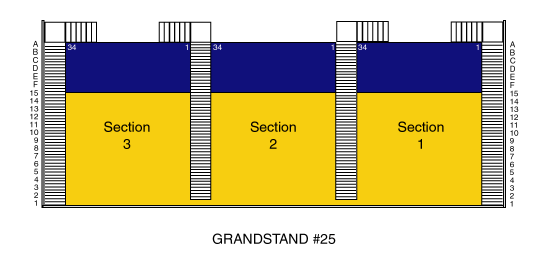 34 1 34 1 34 1
A A
B B
C C
D D
E E
F F
15 15
14 14
13 13
12 12
11 11
10 10
9 9
8 8
7 7
6 6
5 5
4 4
3 3
2 2
1 1
Section 3
Section 2
Section 1
GRANDSTAND #25